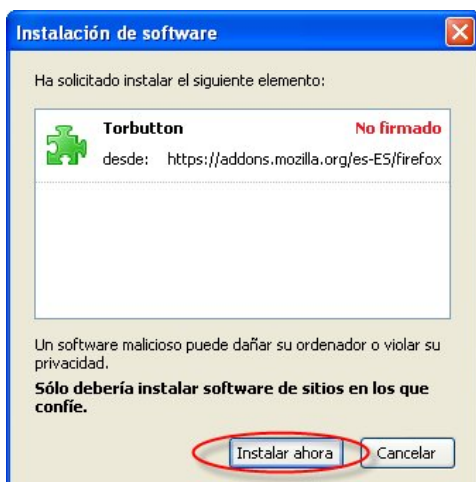 Instalación de software
Ha solicitado instalar el siguiente elemento:
Torbutton No firmado
desde: https://addons.mozilla.org/es-ES/firefox
Un software malicioso puede dañar su ordenador o violar su
privacidad.
Sólo debería instalar software de sitios en los que
confíe.
Instalar ahora Cancelar